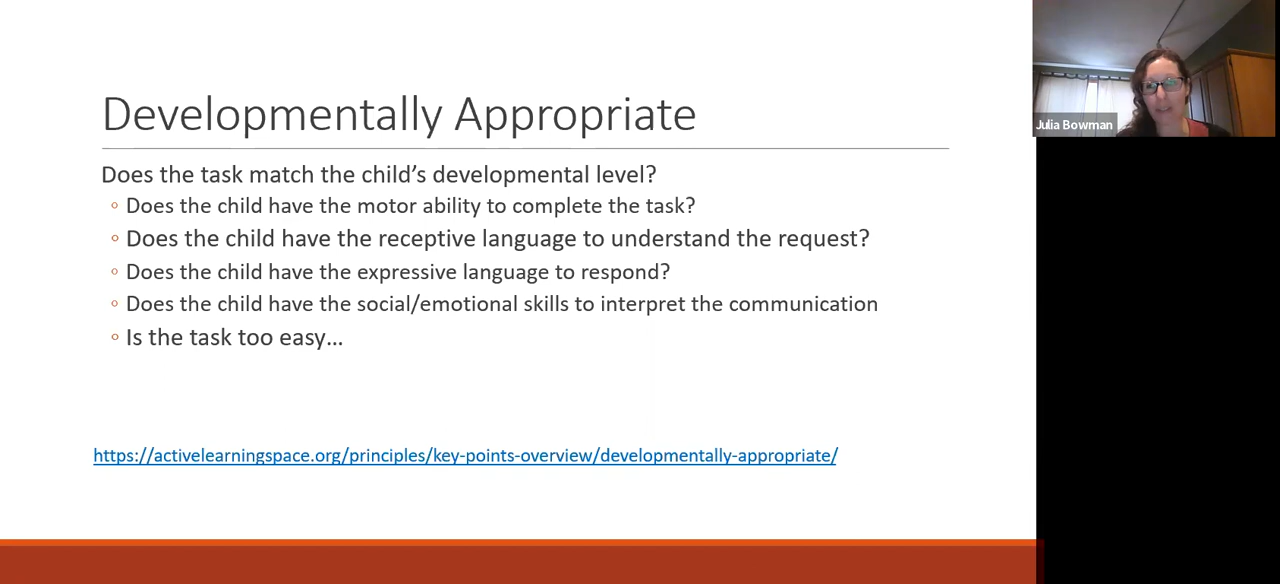 Developmentally Appropriate
Does the task match the child’s developmental level?
Does the child have the motor ability to complete the task?
Does the child have the receptive language to understand the request?
Does the child have the expressive language to respond?
Does the child have the social/emotional skills to interpret the communication
Is the task too easy…
https://activelearningspace.org/principles/key-points-overview/developmentally-appropriate/
Julia Bowman